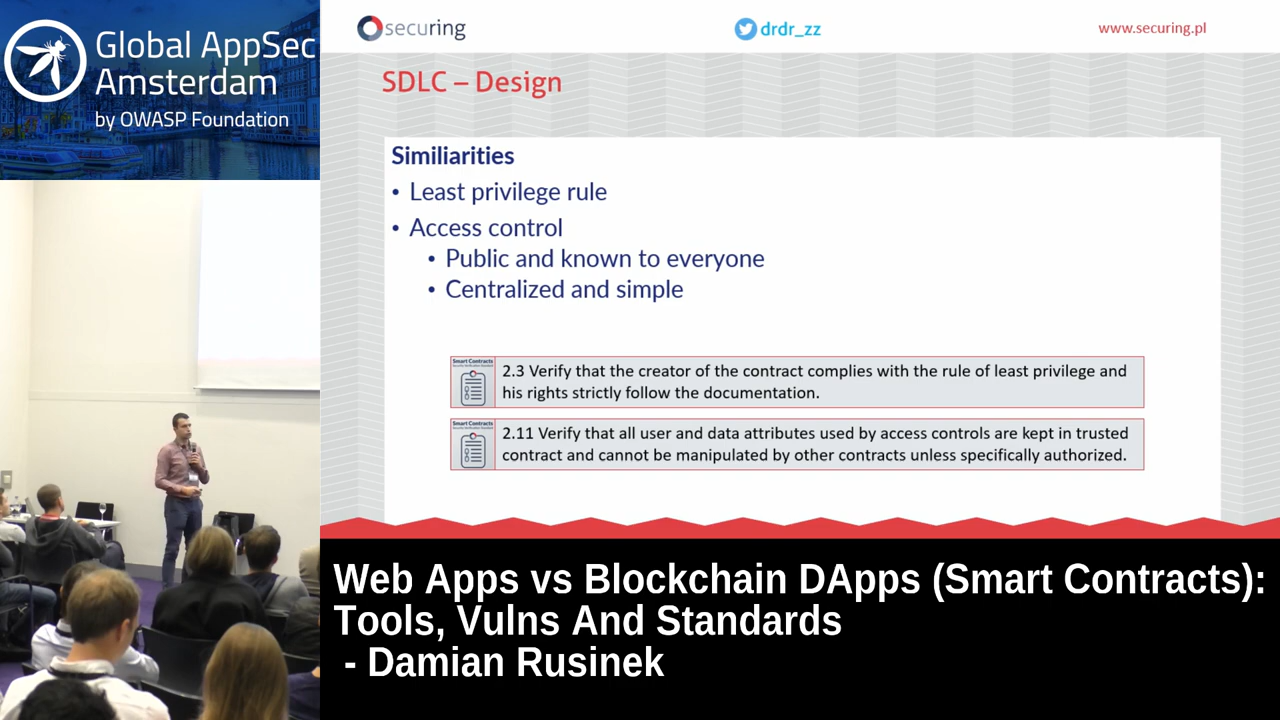 Global AppSec
Amsterdam
by OWASP Foundation
securing
drdr_zz
www.securing.pl
SDLC – Design
Similiarities
• Least privilege rule
• Access control
• Public and known to everyone
• Centralized and simple
Smart Contracts
2.3 Verify that the creator of the contract complies with the rule of least privilege and
his rights strictly follow the documentation.
Smart Contracts
2.11 Verify that all user and data attributes used by access controls are kept in trusted
contract and cannot be manipulated by other contracts unless specifically authorized.
Web Apps vs Blockchain DApps (Smart Contracts):
Tools, Vulns And Standards
- Damian Rusinek